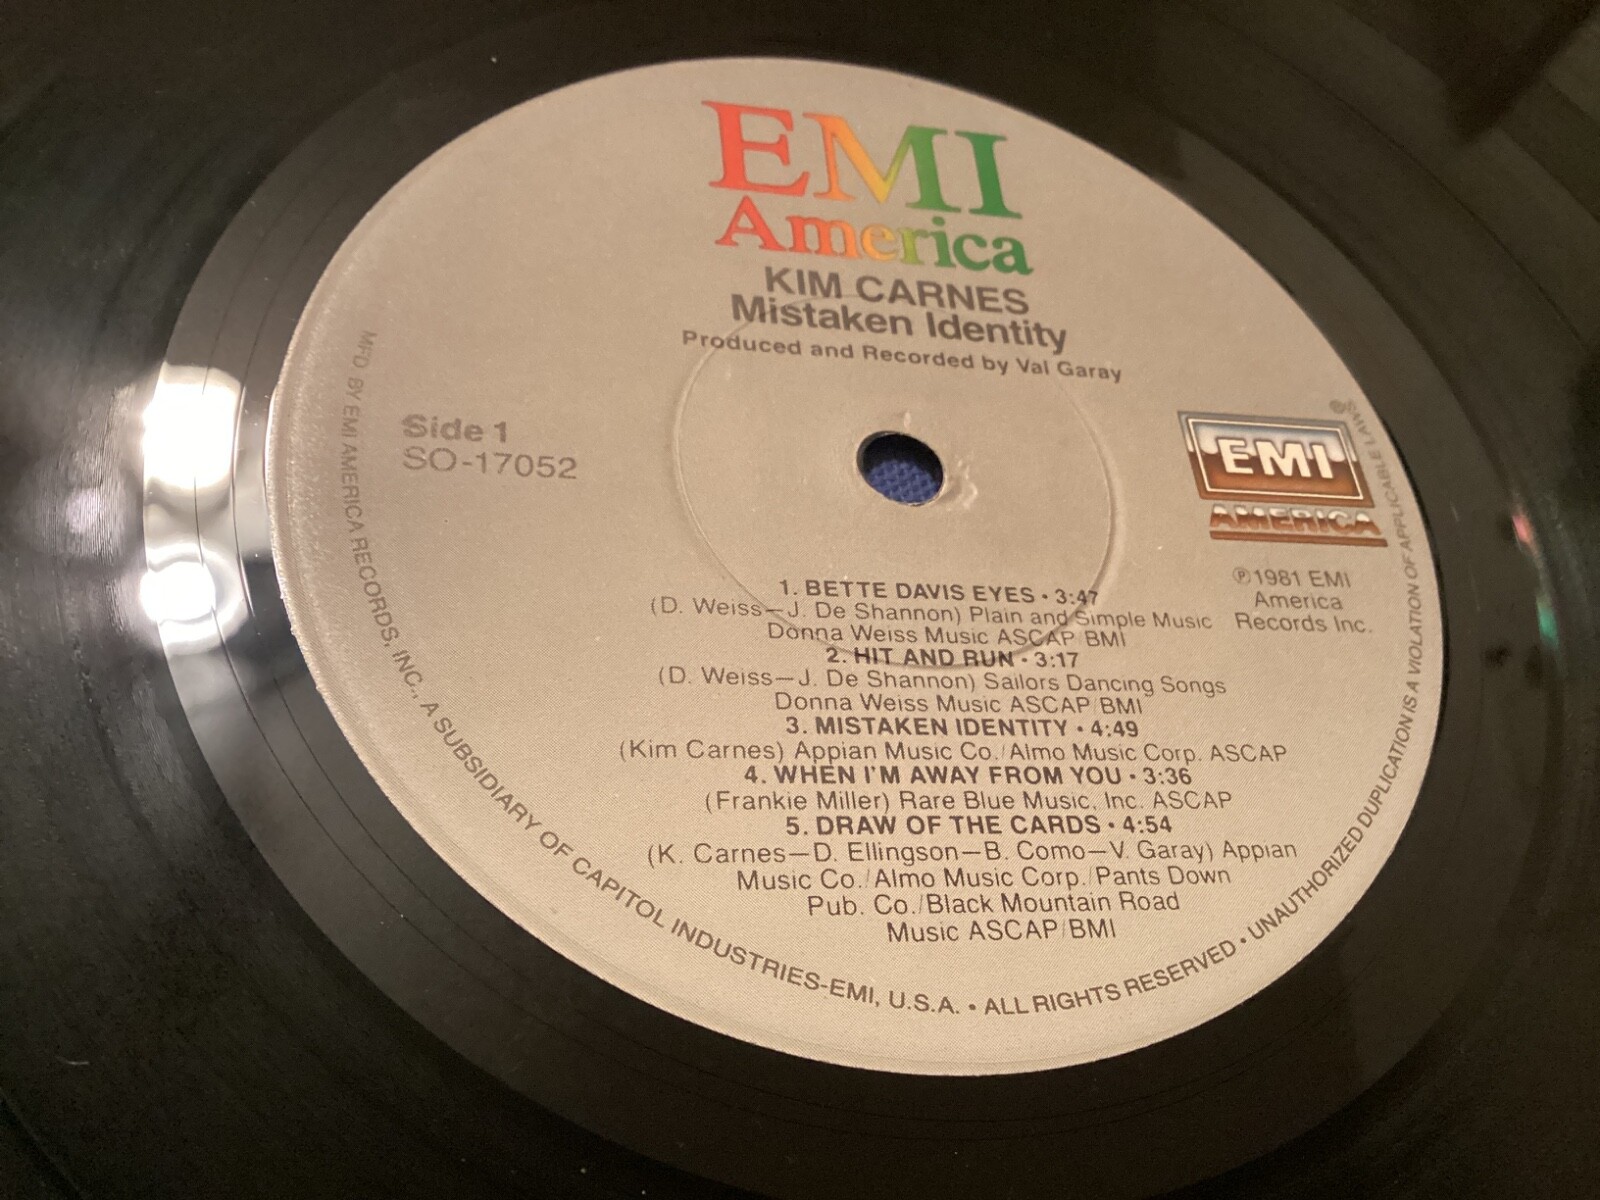 EMI
America
KIM CARNES
Mistaken Identity
Produced and Recorded by Val Garay
Side 1
SO-17052
EMI
AMERICA
®
℗1981 EMI
America
Records Inc.
1. BETTE DAVIS EYES • 3:47
(D. Weiss—J. De Shannon) Plain and Simple Music
Donna Weiss Music ASCAP/BMI
2. HIT AND RUN • 3:17
(D. Weiss—J. De Shannon) Sailors Dancing Songs
Donna Weiss Music ASCAP/BMI
3. MISTAKEN IDENTITY • 4:49
(Kim Carnes) Appian Music Co./Almo Music Corp. ASCAP
4. WHEN I'M AWAY FROM YOU • 3:36
(Frankie Miller) Rare Blue Music, Inc. ASCAP
5. DRAW OF THE CARDS • 4:54
(K. Carnes—D. Ellingson—B. Como—V. Garay) Appian
Music Co./Almo Music Corp./Pants Down
Pub. Co./Black Mountain Road
Music ASCAP/BMI
MFD. BY EMI AMERICA RECORDS, INC., A SUBSIDIARY OF CAPITOL INDUSTRIES-EMI, U.S.A. • ALL RIGHTS RESERVED • UNAUTHORIZED DUPLICATION IS A VIOLATION OF APPLICABLE LAWS